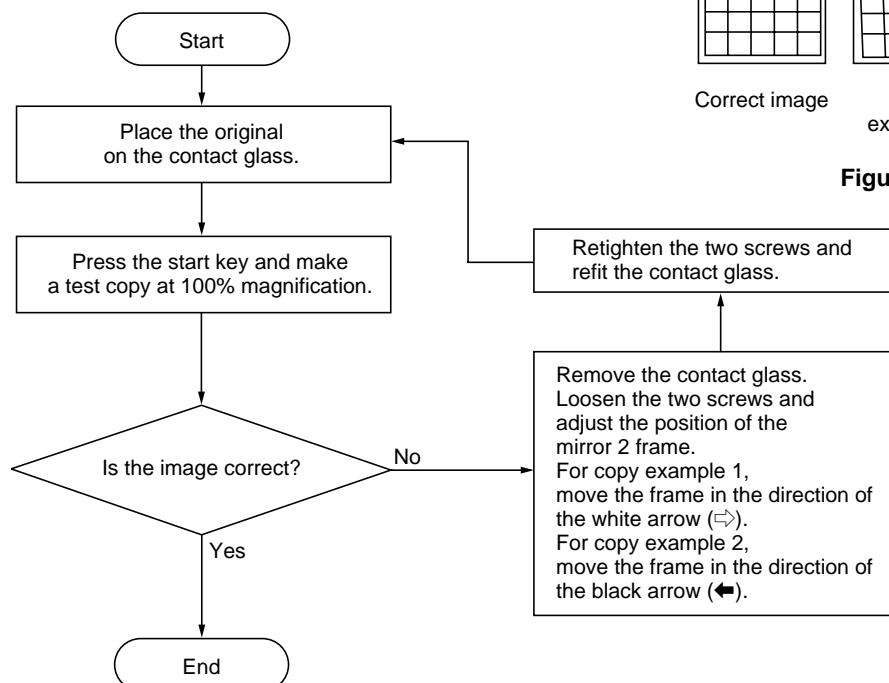 Start
Place the original
on the contact glass.
Press the start key and make
a test copy at 100% magnification.
Is the image correct?
No
Yes
End
Correct image
Retighten the two screws and
refit the contact glass.
Remove the contact glass.
Loosen the two screws and
adjust the position of the
mirror 2 frame.
For copy example 1,
move the frame in the direction of
the white arrow (⇨).
For copy example 2,
move the frame in the direction of
the black arrow (⬅).